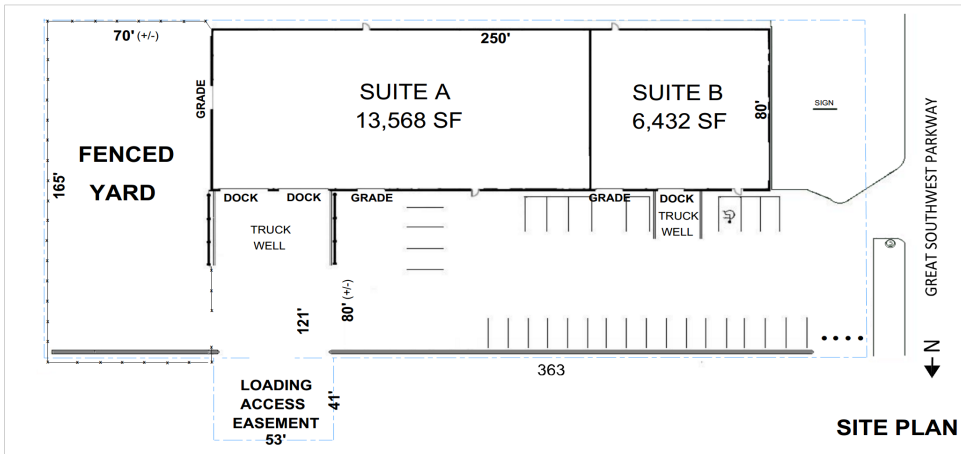 70' (+/-)
250'
GRADE
SUITE A
13,568 SF
SUITE B
6,432 SF
80'
SIGN
GREAT SOUTHWEST PARKWAY
FENCED
YARD
165'
DOCK
DOCK
GRADE
GRADE
DOCK
TRUCK
WELL
TRUCK
WELL
121'
80' (+/-)
363
N
LOADING
ACCESS
EASEMENT
53'
41'
SITE PLAN